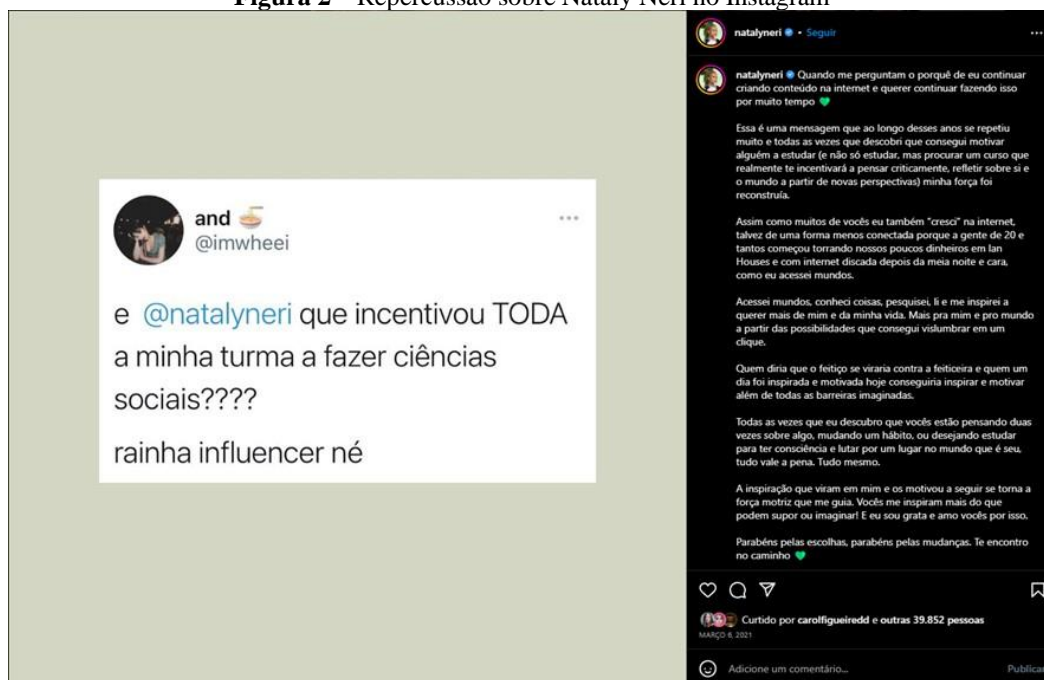 Figura 2 – Repercussão sobre Nataly Neri no Instagram
and
@imwheei
e @natalyneri que incentivou TODA
a minha turma a fazer ciências
sociais????
rainha influencer né
natalyneri • Seguir
natalyneri Quando me perguntam o porquê de eu continuar
criando conteúdo na internet e querer continuar fazendo isso
por muito tempo
Essa é uma mensagem que ao longo desses anos se repetiu
muito e todas as vezes que descobri que consegui motivar
alguém a estudar (e não só estudar, mas procurar um curso que
realmente te incentivará a pensar criticamente, refletir sobre si e
o mundo a partir de novas perspectivas) minha força foi
reconstruía.
Assim como muitos de vocês eu também "cresci" na internet,
talvez de uma forma menos conectada porque a gente de 20 e
tantos começou torrando nossos poucos dinheiros em lan
Houses e com internet discada depois da meia noite e cara,
como eu acessei mundos.
Acessei mundos, conheci coisas, pesquisei, li e me inspirei a
querer mais de mim e da minha vida. Mais pra mim e pro mundo
a partir das possibilidades que consegui vislumbrar em um
clique.
Quem diria que o feitiço se viraria contra a feiticeira e quem um
dia foi inspirada e motivada hoje conseguiria inspirar e motivar
além de todas as barreiras imaginadas.
Todas as vezes que eu descubro que vocês estão pensando duas
vezes sobre algo, mudando um hábito, ou desejando estudar
para ter consciência e lutar por um lugar no mundo que é seu,
tudo vale a pena. Tudo mesmo.
A inspiração que viram em mim e os motivou a seguir se torna a
força motriz que me guia. Vocês me inspiram mais do que
podem supor ou imaginar! E eu sou grata e amo vocês por isso.
Parabéns pelas escolhas, parabéns pelas mudanças. Te encontro
no caminho
Curtido por carolfigueiredd e outras 39.852 pessoas
MARÇO 8, 2021
Adicione um comentário...
Publicar